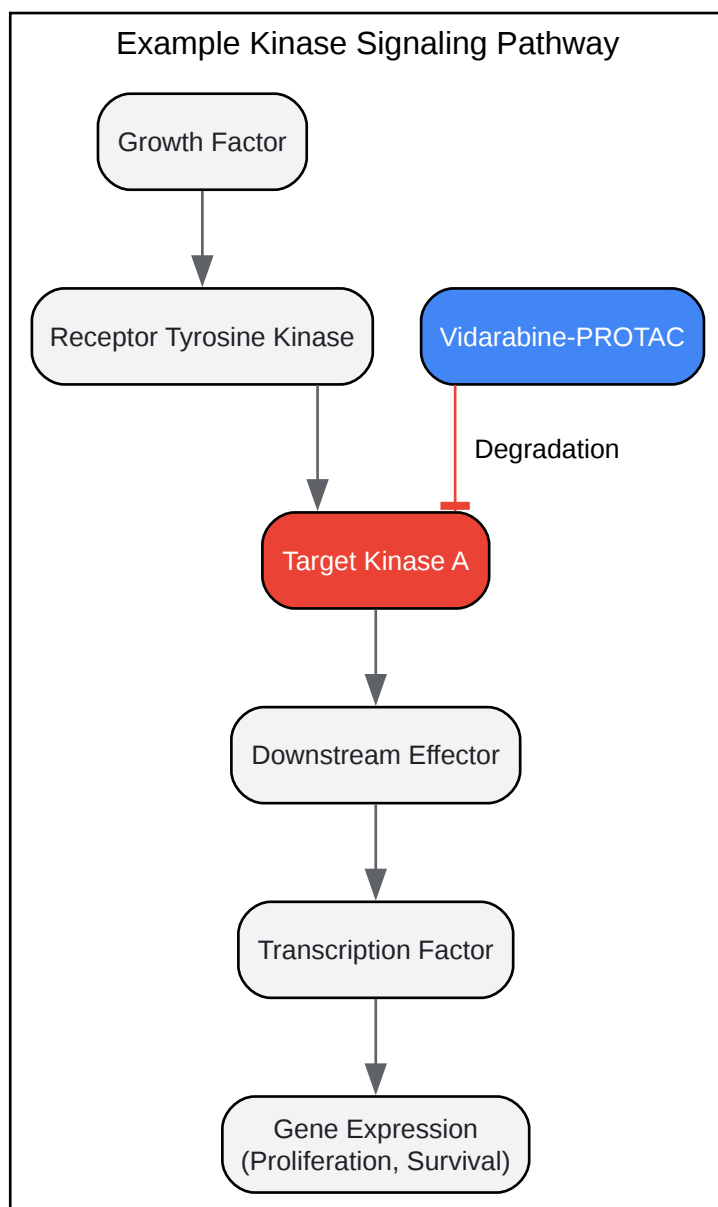 Example Kinase Signaling Pathway
Growth Factor
Receptor Tyrosine Kinase
Vidarabine-PROTAC
Degradation
Target Kinase A
Downstream Effector
Transcription Factor
Gene Expression
(Proliferation, Survival)